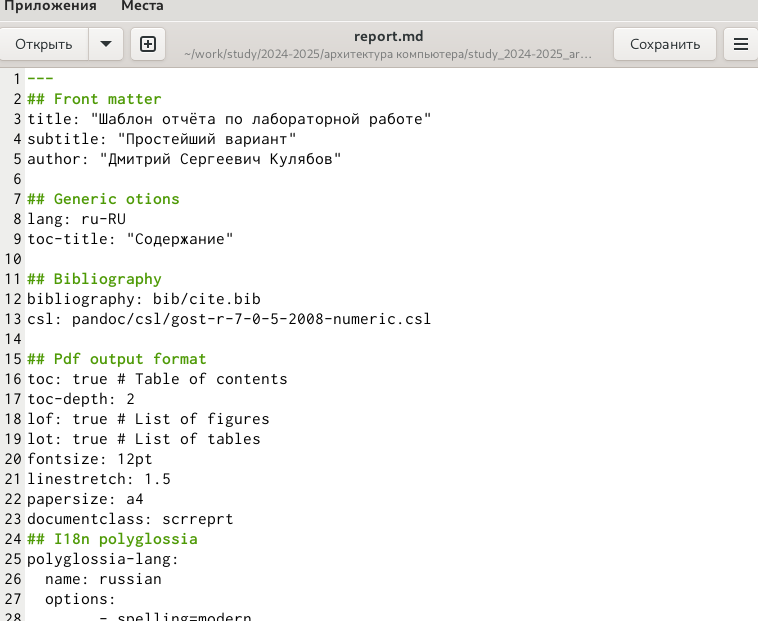 Приложения Места
Открыть report.md Сохранить
~/work/study/2024-2025/архитектура компьютера/study_2024-2025_ar…
1 ---
2 ## Front matter
3 title: "Шаблон отчёта по лабораторной работе"
4 subtitle: "Простейший вариант"
5 author: "Дмитрий Сергеевич Кулябов"
6
7 ## Generic otions
8 lang: ru-RU
9 toc-title: "Содержание"
10
11 ## Bibliography
12 bibliography: bib/cite.bib
13 csl: pandoc/csl/gost-r-7-0-5-2008-numeric.csl
14
15 ## Pdf output format
16 toc: true # Table of contents
17 toc-depth: 2
18 lof: true # List of figures
19 lot: true # List of tables
20 fontsize: 12pt
21 linestretch: 1.5
22 papersize: a4
23 documentclass: scrreprt
24 ## I18n polyglossia
25 polyglossia-lang:
26   name: russian
27   options:
28         - spelling=modern